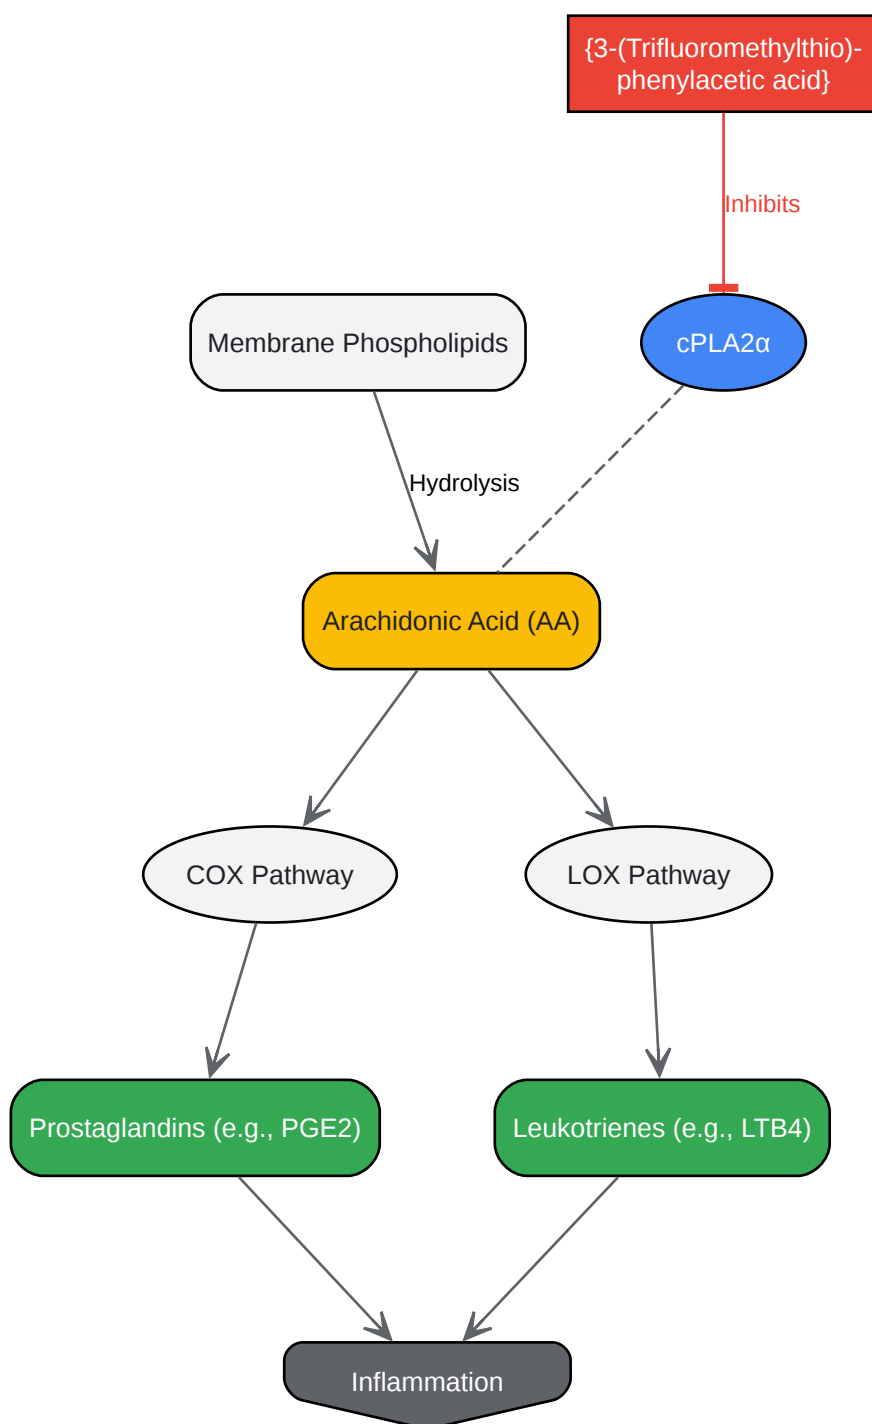 {3-(Trifluoromethylthio)-
phenylacetic acid}
Inhibits
Membrane Phospholipids
cPLA2α
Hydrolysis
Arachidonic Acid (AA)
COX Pathway
LOX Pathway
Prostaglandins (e.g., PGE2)
Leukotrienes (e.g., LTB4)
Inflammation